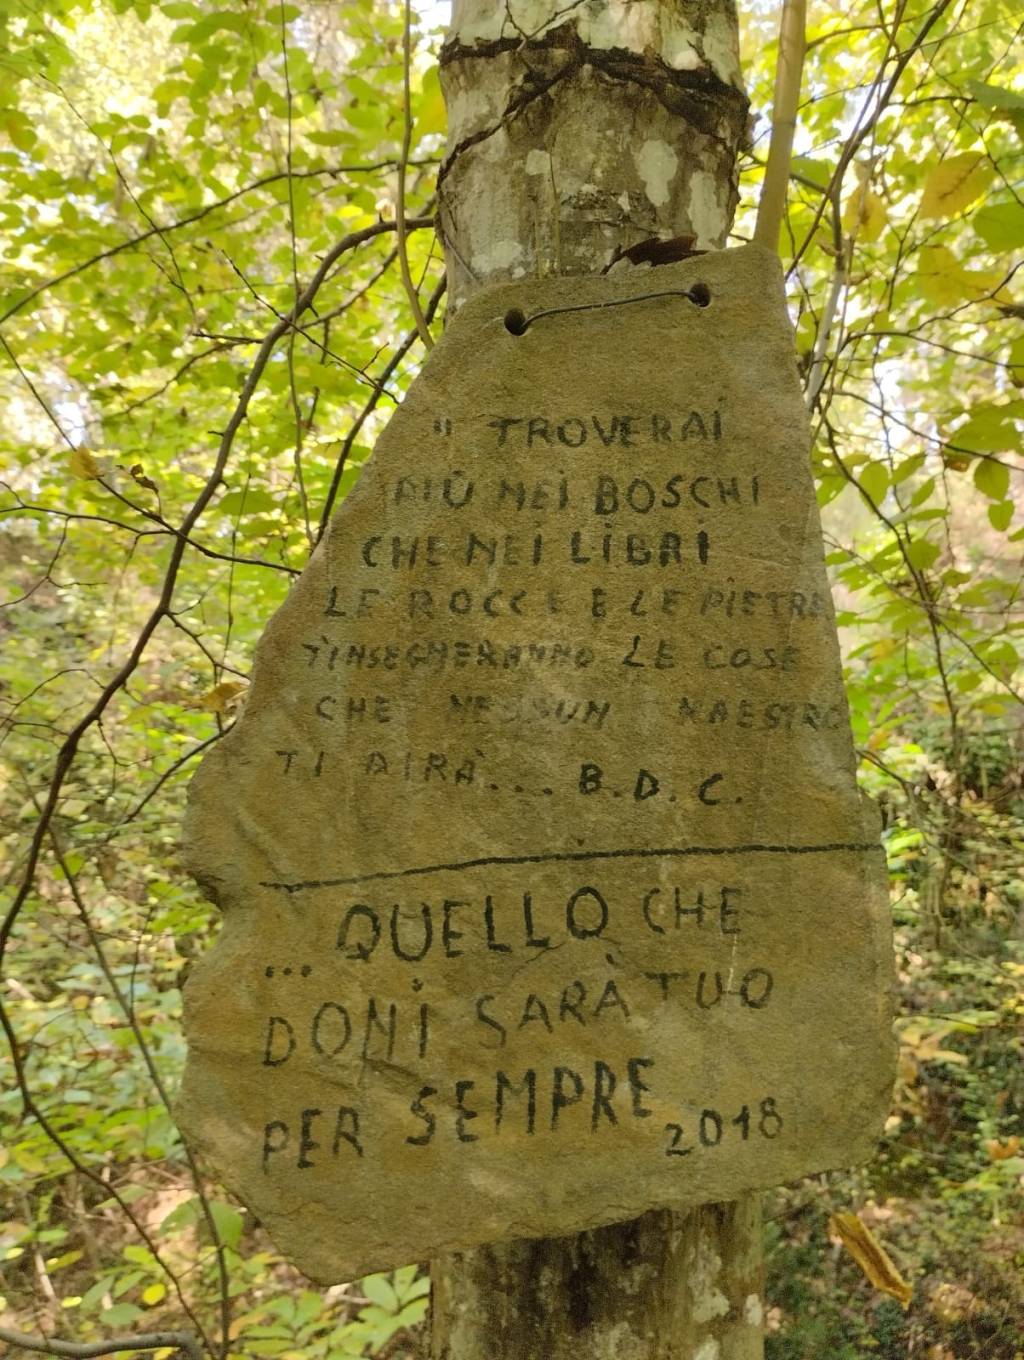 " TROVERAI
PIÙ NEI BOSCHI
CHE NEI LIBRI
LE ROCCE E LE PIETRE
T'INSEGNERANNO LE COSE
CHE NESSUN MAESTRO
TI DIRÀ... B.D.C.
... QUELLO CHE
DONI SARÀ TUO
PER SEMPRE
2018